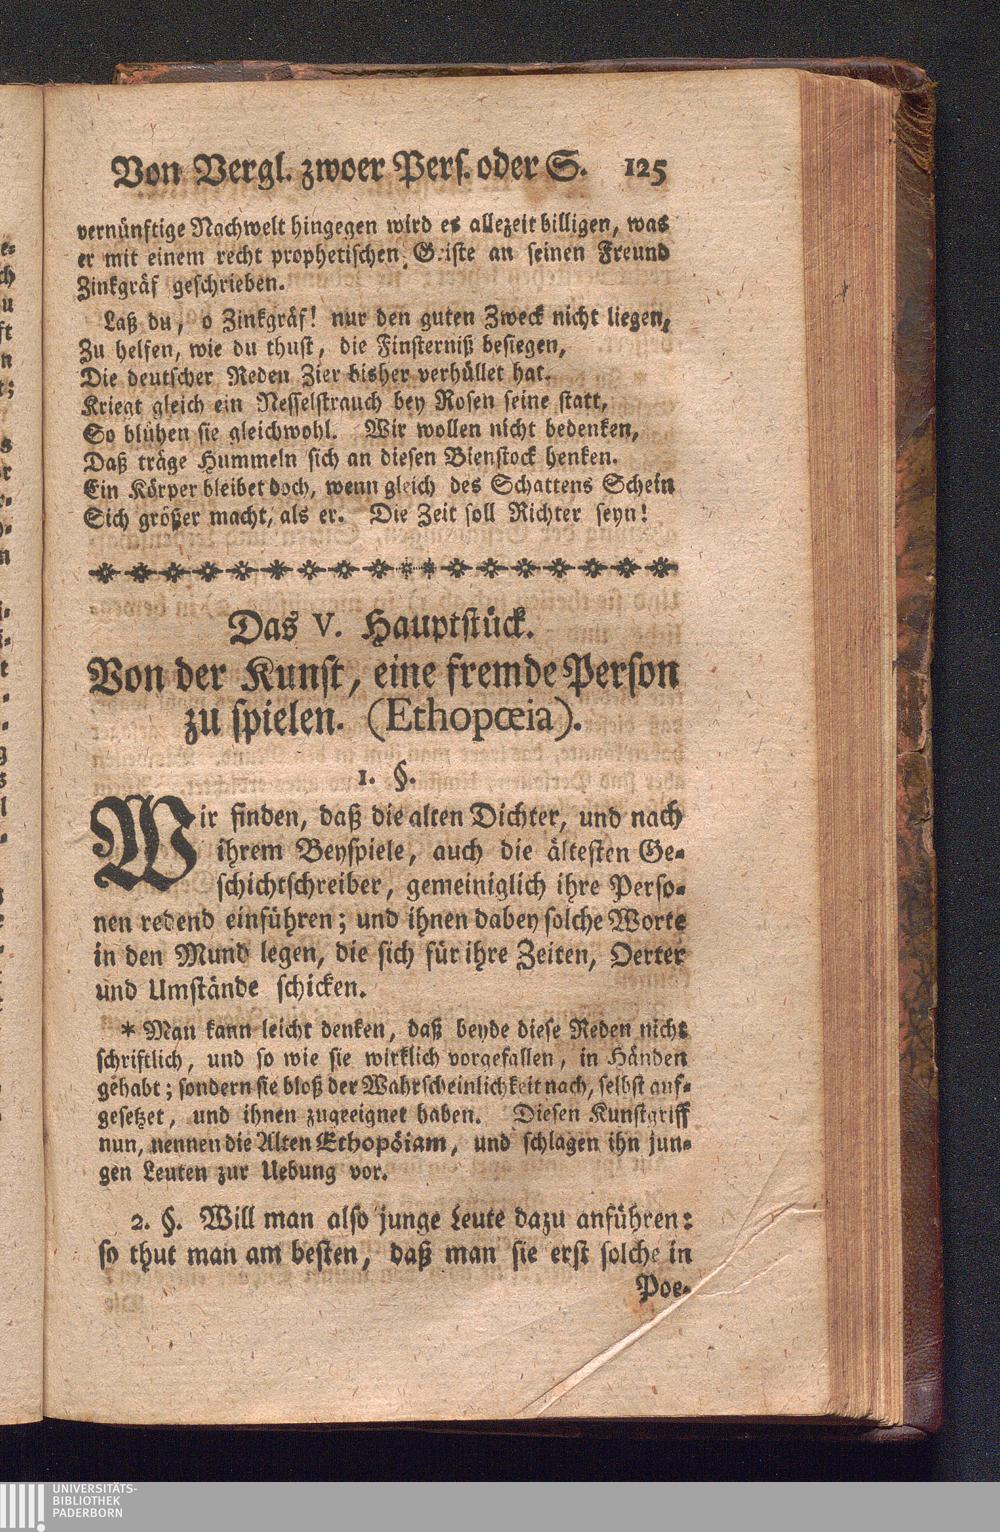 Von Vergl. zwoer Pers. oder S. 125
vernünftige Nachwelt hingegen wird es allezeit billigen, was
er mit einem recht prophetischen Geiste an seinen Freund
Zinkgräf geschrieben.
Laß du, o Zinkgräf! nur den guten Zweck nicht liegen,
Zu helfen, wie du thust, die Finsterniß besiegen,
Die deutscher Reden Zier bisher verhüllet hat.
Kriegt gleich ein Nesselstrauch bey Rosen seine statt,
So blühen sie gleichwohl. Wir wollen nicht bedenken,
Daß träge Hummeln sich an diesen Bienstock henken.
Ein Körper bleibet doch, wenn gleich des Schattens Schein
Sich größer macht, als er. Die Zeit soll Richter seyn!
Das V. Hauptstück.
Von der Kunst, eine fremde Person
zu spielen. (Ethopœia).
1. §.
Wir finden, daß die alten Dichter, und nach
ihrem Beyspiele, auch die ältesten Ge-
schichtschreiber, gemeiniglich ihre Perso-
nen redend einführen; und ihnen dabey solche Worte
in den Mund legen, die sich für ihre Zeiten, Oerter
und Umstände schicken.
* Man kann leicht denken, daß beyde diese Reden nicht
schriftlich, und so wie sie wirklich vorgefallen, in Händen
gehabt; sondern sie bloß der Wahrscheinlichkeit nach, selbst auf-
gesetzet, und ihnen zugeeignet haben. Diesen Kunstgriff
nun, nennen die Alten Ethopöiam, und schlagen ihn jun-
gen Leuten zur Uebung vor.
2. §. Will man also junge Leute dazu anführen:
so thut man am besten, daß man sie erst solche in
Poe-
UNIVERSITÄTS-
BIBLIOTHEK
PADERBORN